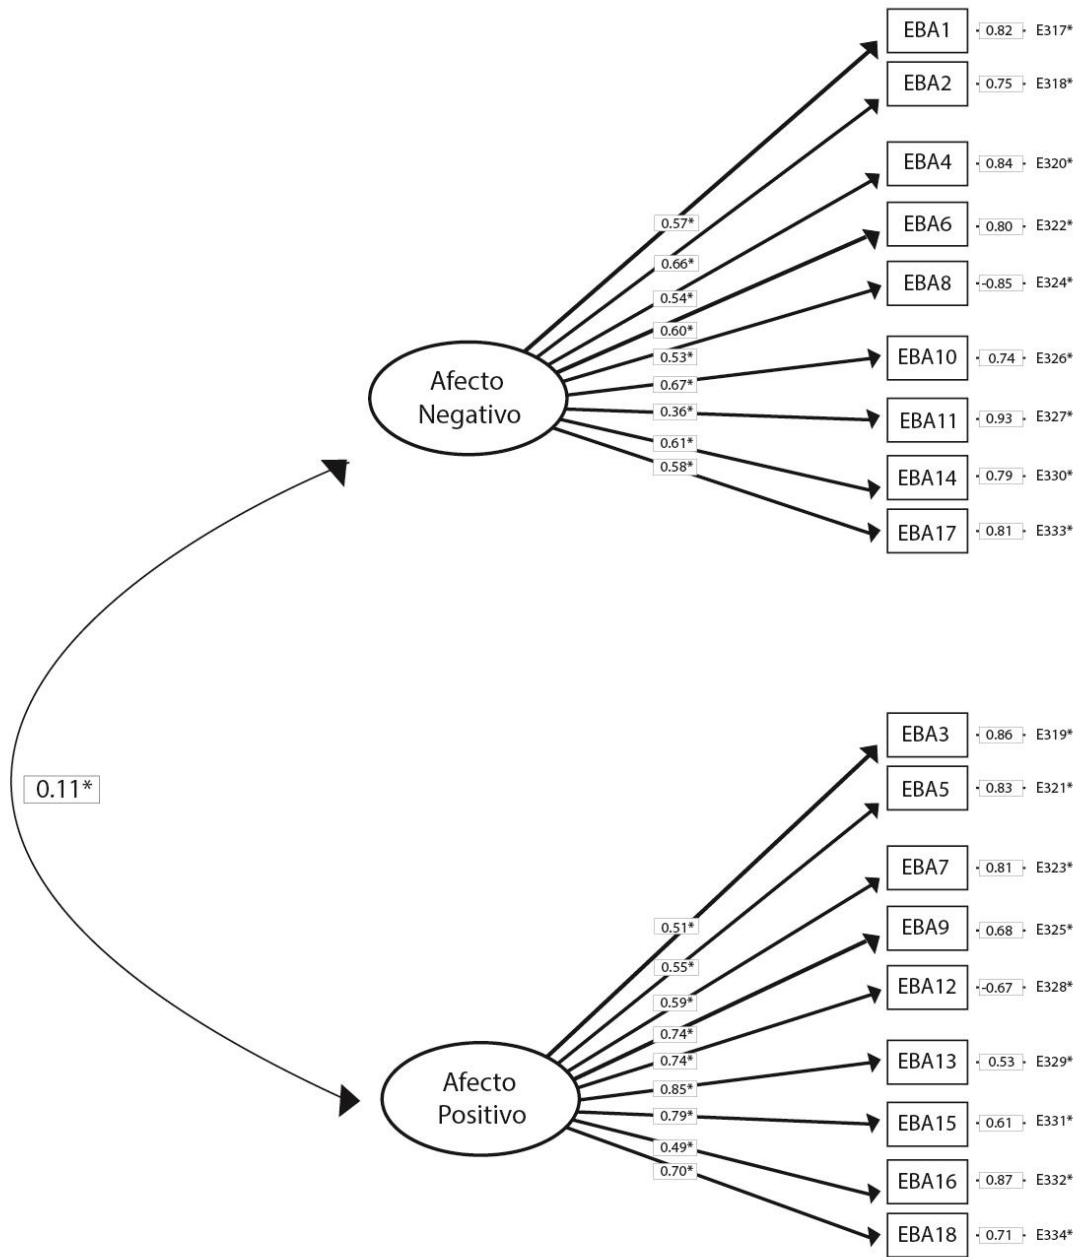 EBA1 0.82 E317*
EBA2 0.75 E318*
EBA4 0.84 E320*
EBA6 0.80 E322*
EBA8 -0.85 E324*
EBA10 0.74 E326*
EBA11 0.93 E327*
EBA14 0.79 E330*
EBA17 0.81 E333*
0.57*
0.66*
0.54*
0.60*
0.53*
0.67*
0.36*
0.61*
0.58*
Afecto
Negativo
0.11*
EBA3 0.86 E319*
EBA5 0.83 E321*
EBA7 0.81 E323*
EBA9 0.68 E325*
EBA12 -0.67 E328*
EBA13 0.53 E329*
EBA15 0.61 E331*
EBA16 0.87 E332*
EBA18 0.71 E334*
0.51*
0.55*
0.59*
0.74*
0.74*
0.85*
0.79*
0.49*
0.70*
Afecto
Positivo